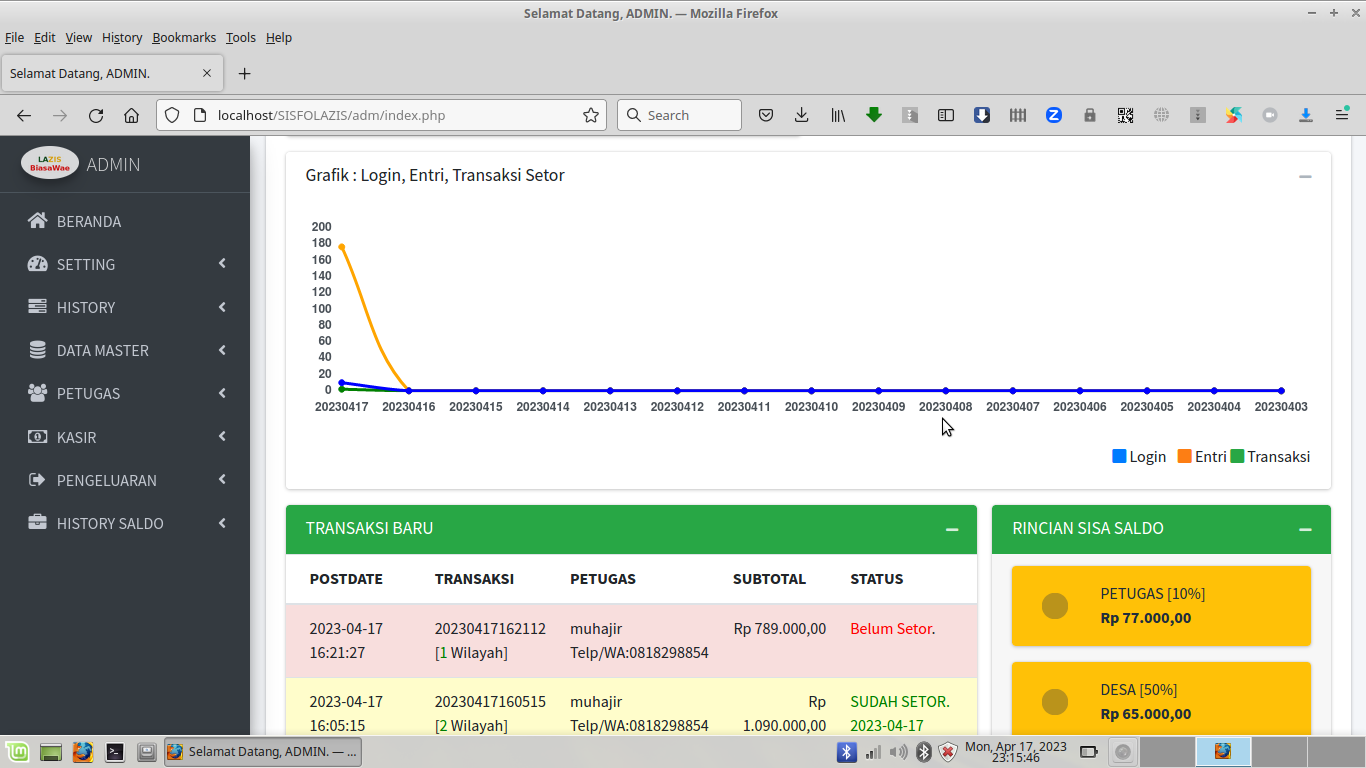 Selamat Datang, ADMIN. — Mozilla Firefox
File Edit View History Bookmarks Tools Help
Selamat Datang, ADMIN.
localhost/SISFOLAZIS/adm/index.php
Search
LAZIS
BiasaWae
ADMIN
BERANDA
SETTING
HISTORY
DATA MASTER
PETUGAS
KASIR
PENGELUARAN
HISTORY SALDO
Grafik : Login, Entri, Transaksi Setor
200
180
160
140
120
100
80
60
40
20
0
20230417 20230416 20230415 20230414 20230413 20230412 20230411 20230410 20230409 20230408 20230407 20230406 20230405 20230404 20230403
Login Entri Transaksi
TRANSAKSI BARU
POSTDATE TRANSAKSI PETUGAS SUBTOTAL STATUS
2023-04-17 20230417162112 muhajir Rp 789.000,00 Belum Setor.
16:21:27 [1 Wilayah] Telp/WA:0818298854
2023-04-17 20230417160515 muhajir Rp SUDAH SETOR.
16:05:15 [2 Wilayah] Telp/WA:0818298854 1.090.000,00 2023-04-17
RINCIAN SISA SALDO
PETUGAS [10%]
Rp 77.000,00
DESA [50%]
Rp 65.000,00
Selamat Datang, ADMIN. — ...
Mon, Apr 17, 2023
23:15:46